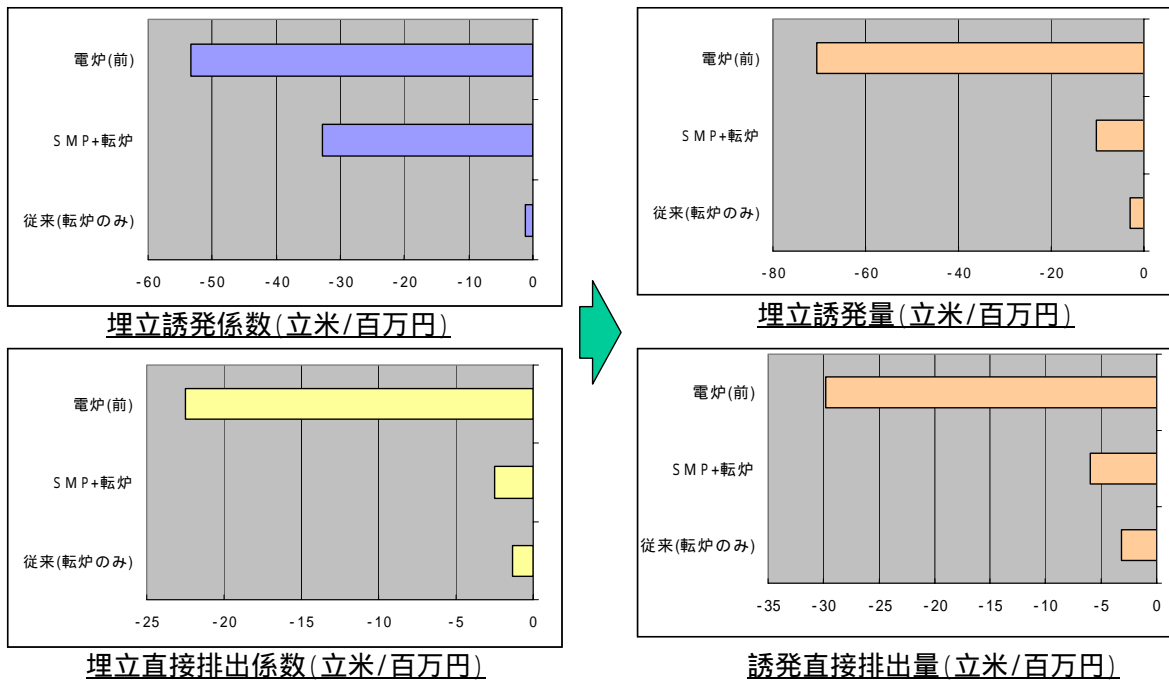 電炉(前)
SMP+転炉
従来(転炉のみ)
-60 -50 -40 -30 -20 -10 0
埋立誘発係数(立米/百万円)
電炉(前)
SMP+転炉
従来(転炉のみ)
-80 -60 -40 -20 0
埋立誘発量(立米/百万円)
電炉(前)
SMP+転炉
従来(転炉のみ)
-25 -20 -15 -10 -5 0
埋立直接排出係数(立米/百万円)
電炉(前)
SMP+転炉
従来(転炉のみ)
-35 -30 -25 -20 -15 -10 -5 0
誘発直接排出量(立米/百万円)